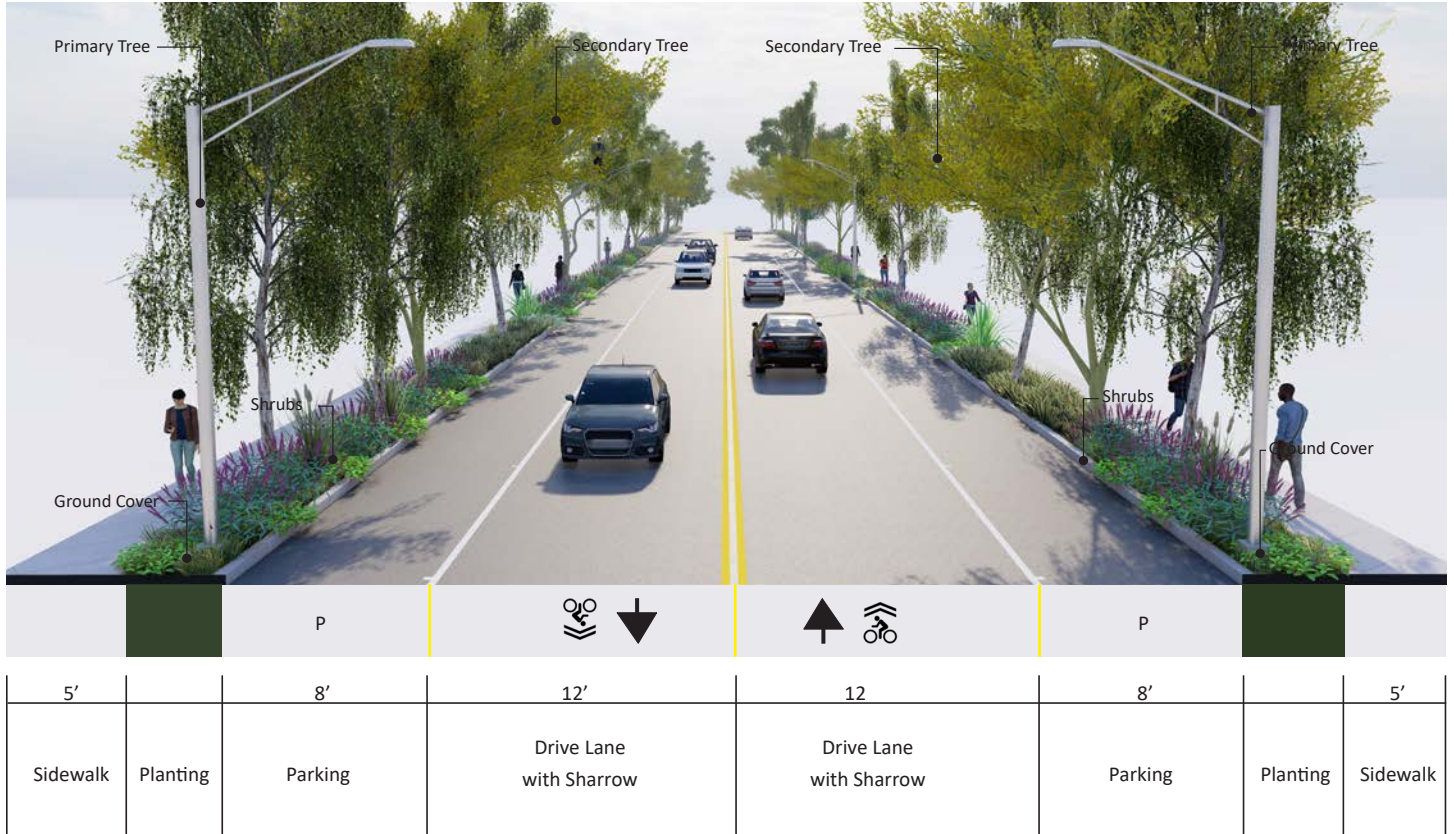 Primary Tree
Secondary Tree
Secondary Tree
Primary Tree
Shrubs
Shrubs
Ground Cover
Ground Cover
P
P
5’
8’
12’
12
8’
5’
Sidewalk
Planting
Parking
Drive Lane
with Sharrow
Drive Lane
with Sharrow
Parking
Planting
Sidewalk